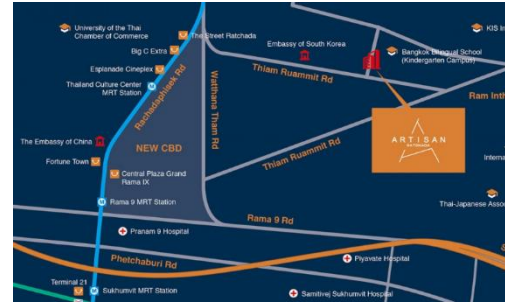 University of the Thai
Chamber of Commerce
The Street Ratchada
Big C Extra
Esplanade Cineplex
Thailand Culture Center
MRT Station
Rachadaphisek Rd
Watthana Tham Rd
Embassy of South Korea
Thiam Ruammit Rd
Bangkok Bilingual School
(Kindergarten Campus)
KIS In
Ram Inth
ARTISAN
The Embassy of China
NEW CBD
Fortune Town
Central Plaza Grand
Rama IX
Thiam Ruammit Rd
Interna
Thai-Japanese Asso
Rama 9 MRT Station
Rama 9 Rd
Pranam 9 Hospital
Phetchaburi Rd
Piyavate Hospital
Terminal 21
Sukhumvit MRT Station
Samitivej Sukhumvit Hospital